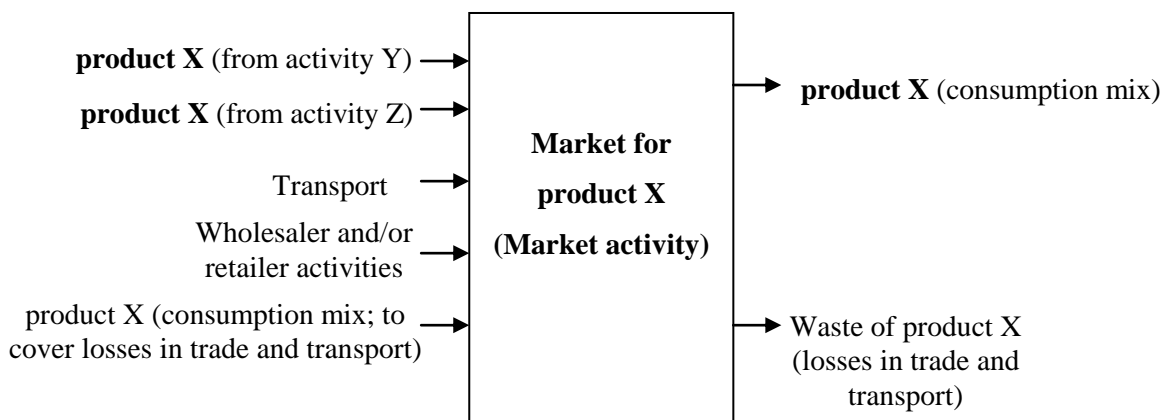 product X (from activity Y)
product X (from activity Z)
Transport
Wholesaler and/or
retailer activities
product X (consumption mix; to
cover losses in trade and transport)
Market for
product X
(Market activity)
product X (consumption mix)
Waste of product X
(losses in trade and
transport)